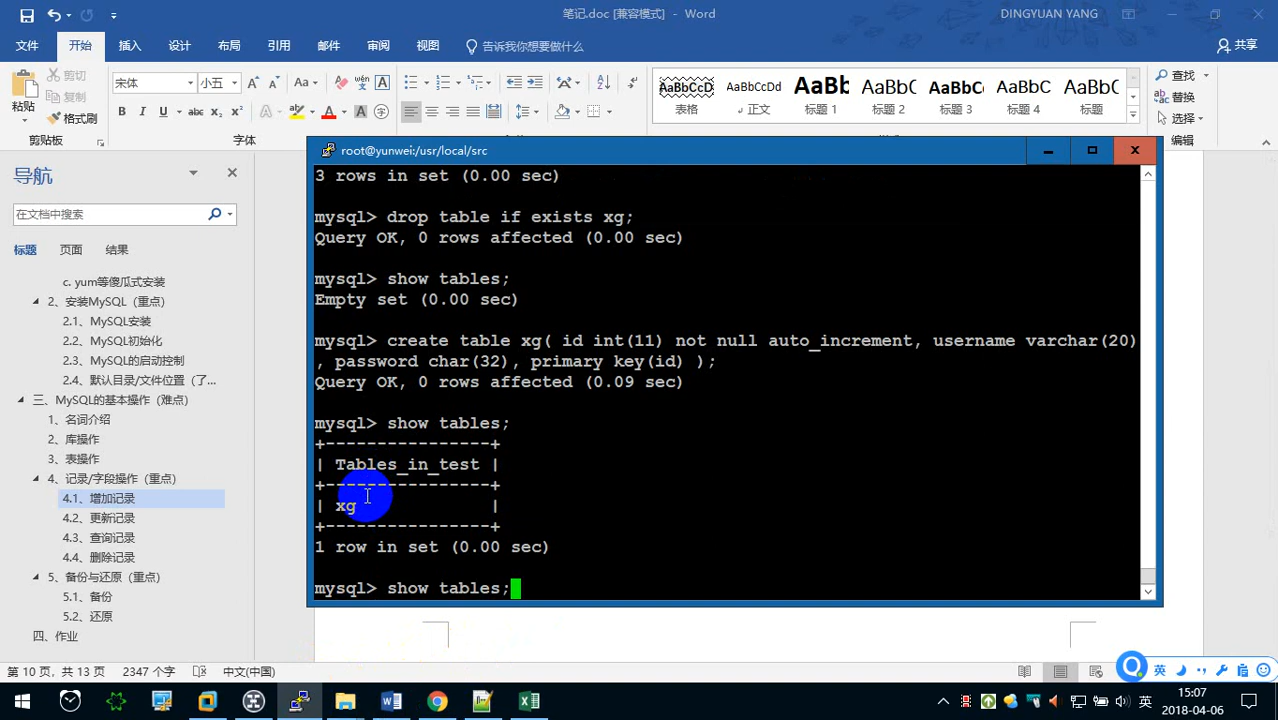 笔记.doc [兼容模式] - Word
DINGYUAN YANG
文件 开始 插入 设计 布局 引用 邮件 审阅 视图 告诉我你想要做什么 共享
粘贴
剪切
复制
格式刷
宋体 小五
AaBbCcD AaBbCcDd AaBb AaBbC AaBbC AaBbC AaBbC
表格 正文 标题 1 标题 2 标题 3 标题 4 标题
查找
替换
选择
剪贴板 字体 编辑
导航
在文档中搜索
标题 页面 结果
c. yum等傻瓜式安装
2、安装MySQL（重点）
2.1、MySQL安装
2.2、MySQL初始化
2.3、MySQL的启动控制
2.4、默认目录/文件位置（了...
三、MySQL的基本操作（难点）
1、名词介绍
2、库操作
3、表操作
4、记录/字段操作（重点）
4.1、增加记录
4.2、更新记录
4.3、查询记录
4.4、删除记录
5、备份与还原（重点）
5.1、备份
5.2、还原
四、作业
root@yunwei:/usr/local/src
3 rows in set (0.00 sec)
mysql> drop table if exists xg;
Query OK, 0 rows affected (0.00 sec)
mysql> show tables;
Empty set (0.00 sec)
mysql> create table xg( id int(11) not null auto_increment, username varchar(20)
, password char(32), primary key(id) );
Query OK, 0 rows affected (0.09 sec)
mysql> show tables;
+----------------+
| Tables_in_test |
+----------------+
| xg             |
+----------------+
1 row in set (0.00 sec)
mysql> show tables;
第 10 页，共 13 页 2347 个字 中文(中国)
英
英 15:07
2018-04-06